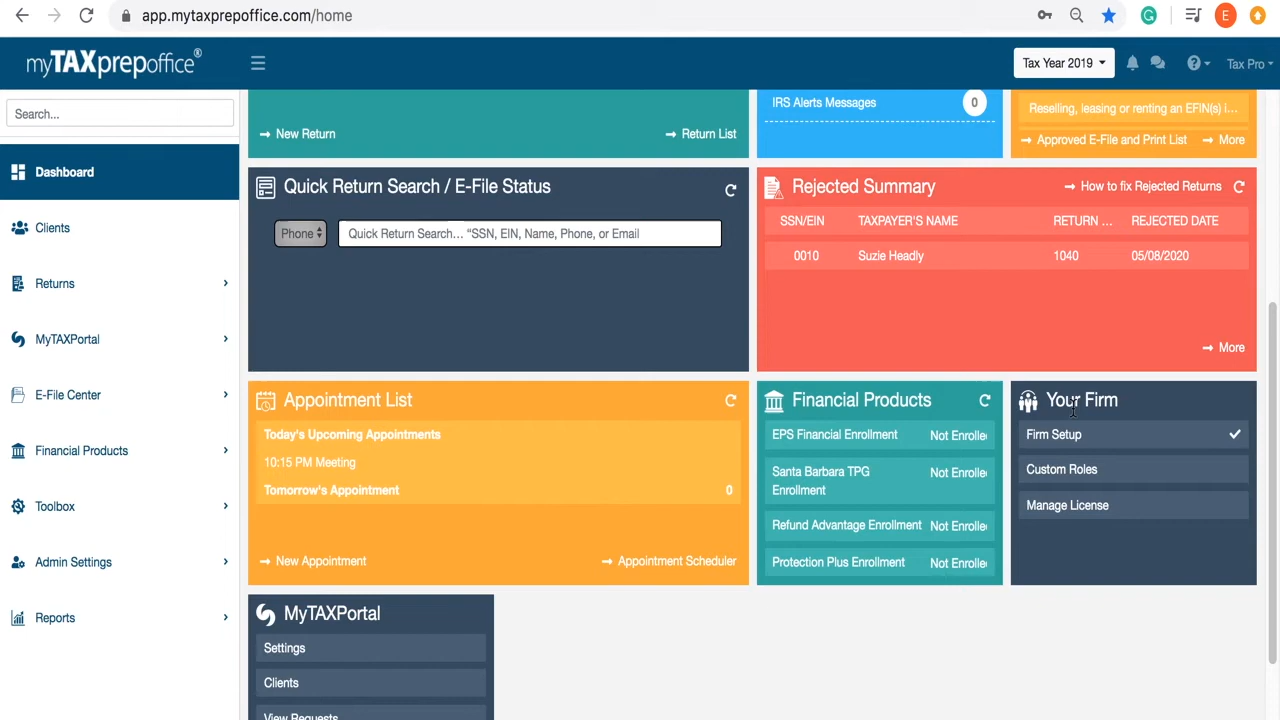 app.mytaxprepoffice.com/home
E
myTAXprepoffice®
Tax Year 2019
Tax Pro
Search...
Dashboard
Clients
Returns
MyTAXPortal
E-File Center
Financial Products
Toolbox
Admin Settings
Reports
New Return
Return List
IRS Alerts Messages
0
Reselling, leasing or renting an EFIN(s) i...
Approved E-File and Print List
More
Quick Return Search / E-File Status
Phone
Quick Return Search... "SSN, EIN, Name, Phone, or Email
Rejected Summary
How to fix Rejected Returns
SSN/EIN TAXPAYER'S NAME RETURN ... REJECTED DATE
0010 Suzie Headly 1040 05/08/2020
More
Appointment List
Today's Upcoming Appointments
10:15 PM Meeting
Tomorrow's Appointment 0
New Appointment
Appointment Scheduler
Financial Products
EPS Financial Enrollment Not Enrolle
Santa Barbara TPG Not Enrolle
Enrollment
Refund Advantage Enrollment Not Enrolle
Protection Plus Enrollment Not Enrolle
Your Firm
Firm Setup
Custom Roles
Manage License
MyTAXPortal
Settings
Clients
View Requests